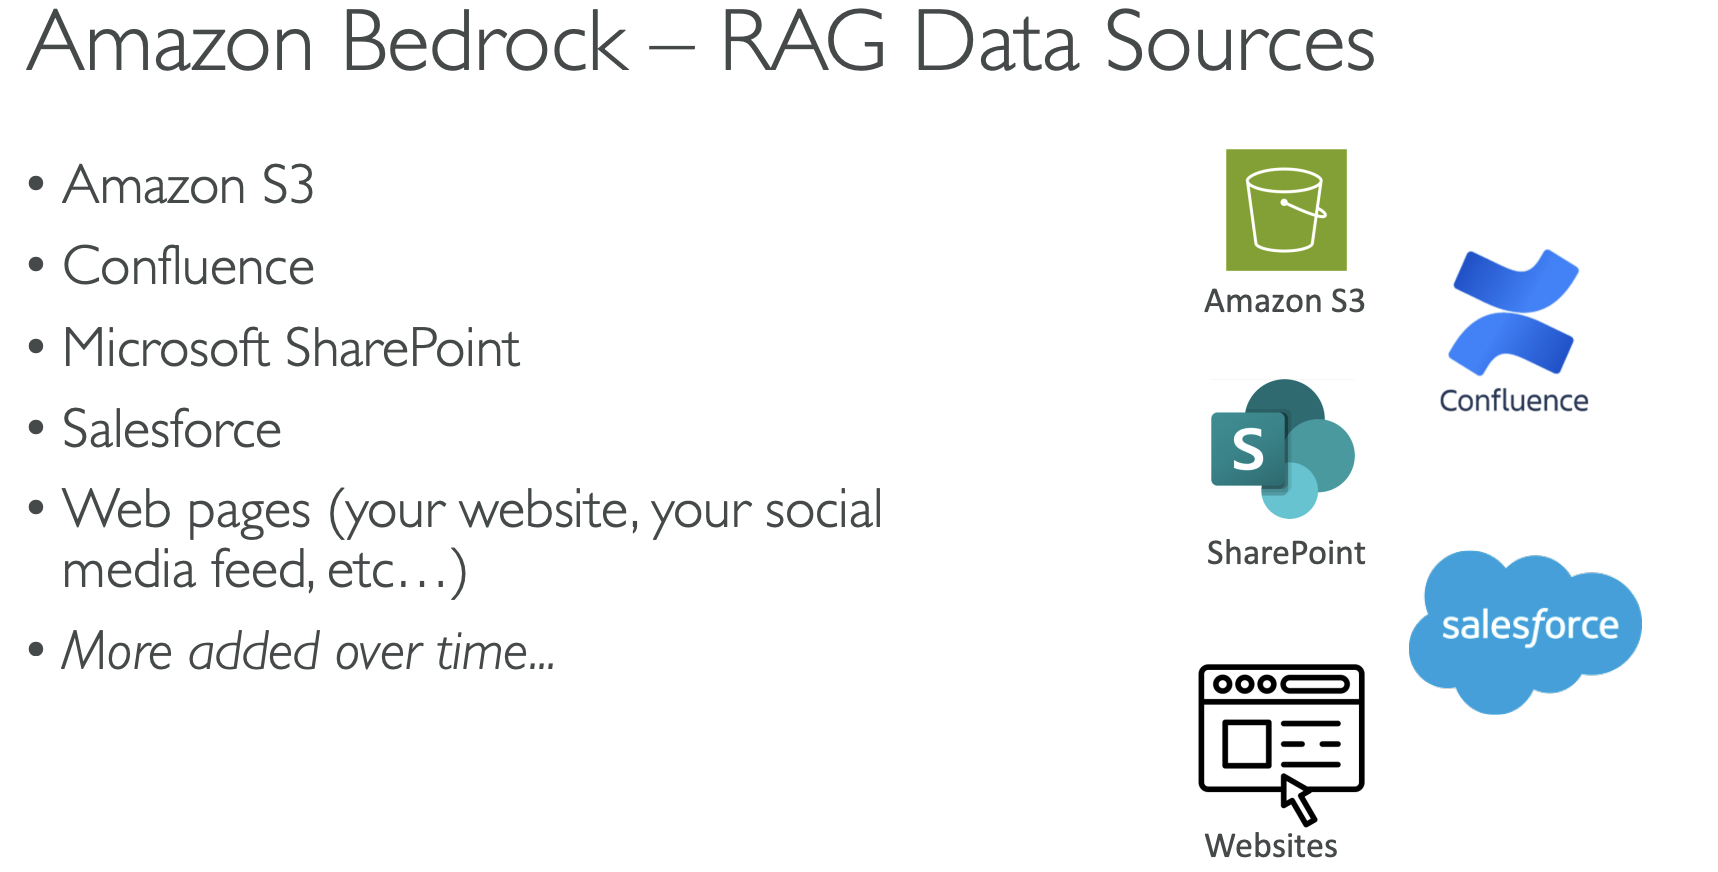 Amazon Bedrock – RAG Data Sources
• Amazon S3
• Confluence
• Microsoft SharePoint
• Salesforce
• Web pages (your website, your social
media feed, etc…)
• More added over time...
Amazon S3
Confluence
S
SharePoint
salesforce
Websites